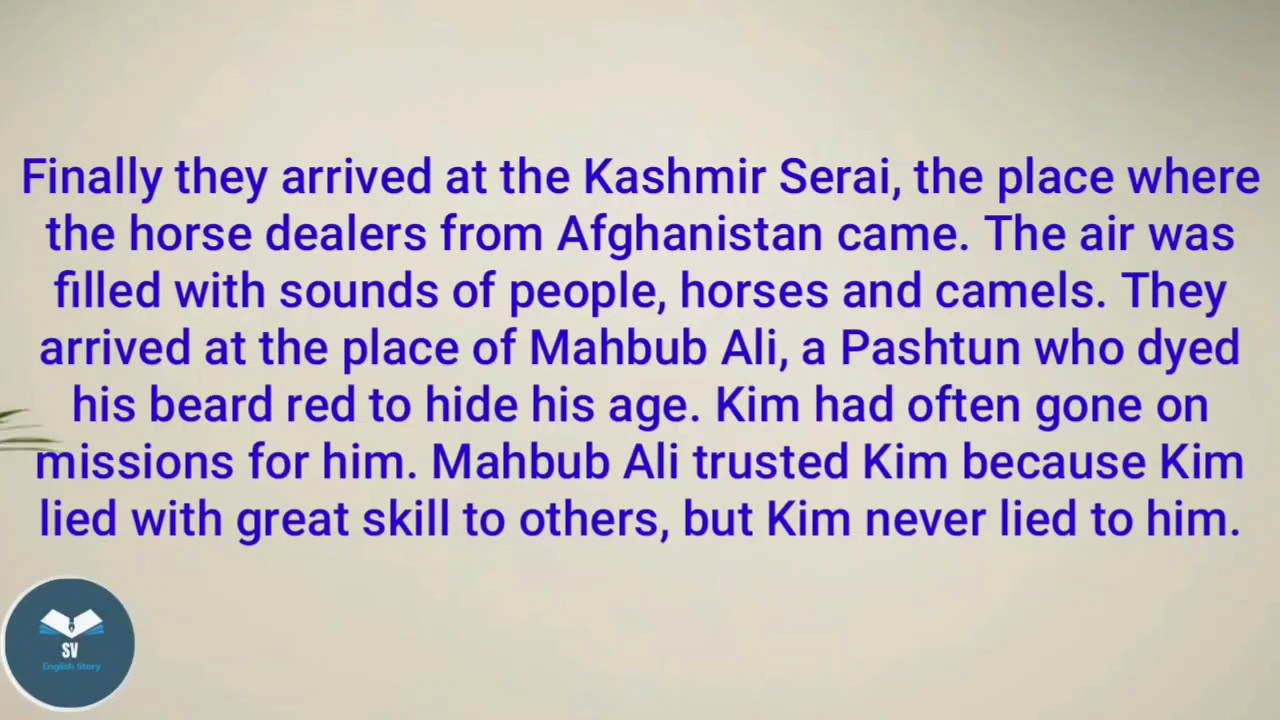 Finally they arrived at the Kashmir Serai, the place where
the horse dealers from Afghanistan came. The air was
filled with sounds of people, horses and camels. They
arrived at the place of Mahbub Ali, a Pashtun who dyed
his beard red to hide his age. Kim had often gone on
missions for him. Mahbub Ali trusted Kim because Kim
lied with great skill to others, but Kim never lied to him.
SV
English Story